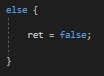 else {
ret = false;
}